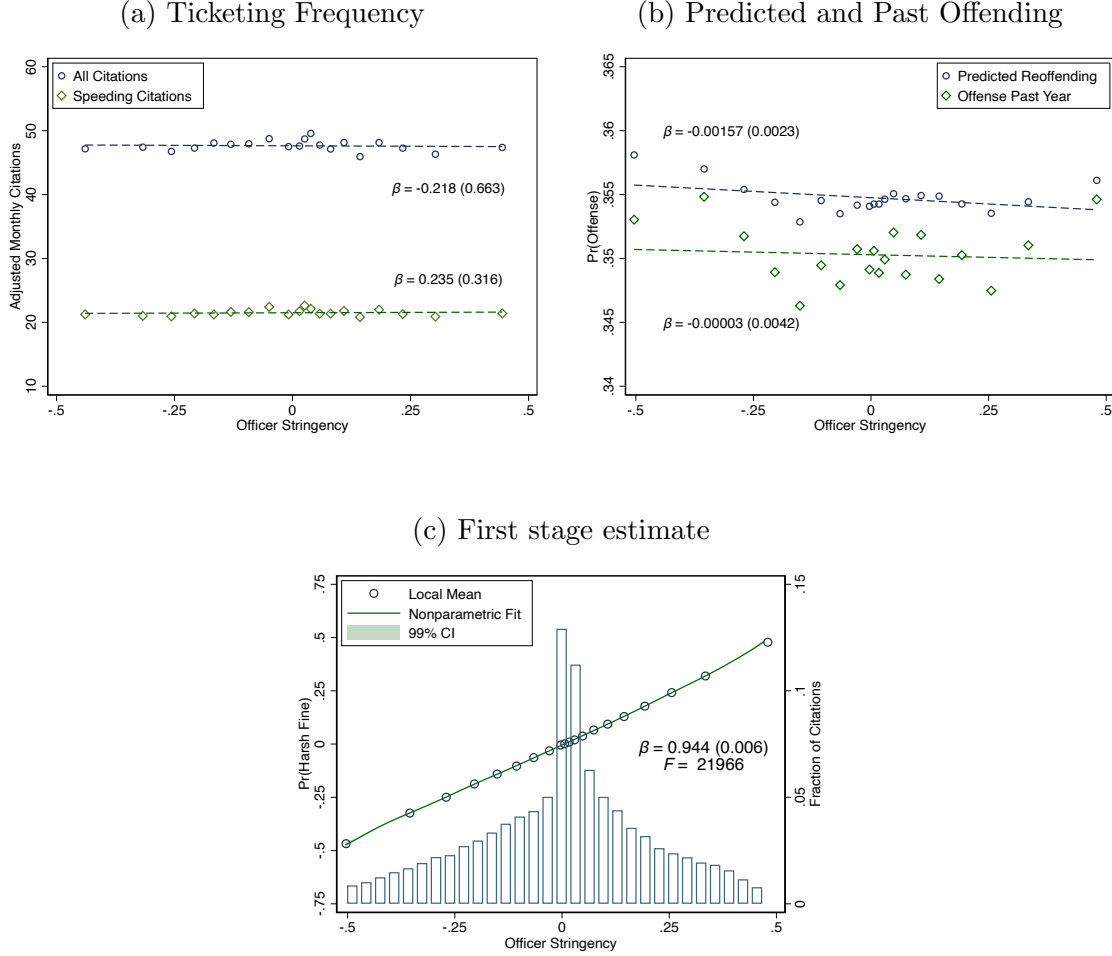 (a) Ticketing Frequency
60
50
40
30
20
10
Adjusted Monthly Citations
All Citations
Speeding Citations
β = -0.218 (0.663)
β = 0.235 (0.316)
-.5
-.25
0
.25
.5
Officer Stringency
(b) Predicted and Past Offending
.365
.36
.355
.35
.345
.34
Pr(Offense)
Predicted Reoffending
Offense Past Year
β = -0.00157 (0.0023)
β = -0.00003 (0.0042)
-.5
-.25
0
.25
.5
Officer Stringency
(c) First stage estimate
.75
.5
.25
0
-.25
-.5
-.75
Pr(Harsh Fine)
Local Mean
Nonparametric Fit
99% CI
β = 0.944 (0.006)
F = 21966
.15
.1
.05
0
Fraction of Citations
-.5
-.25
0
.25
.5
Officer Stringency